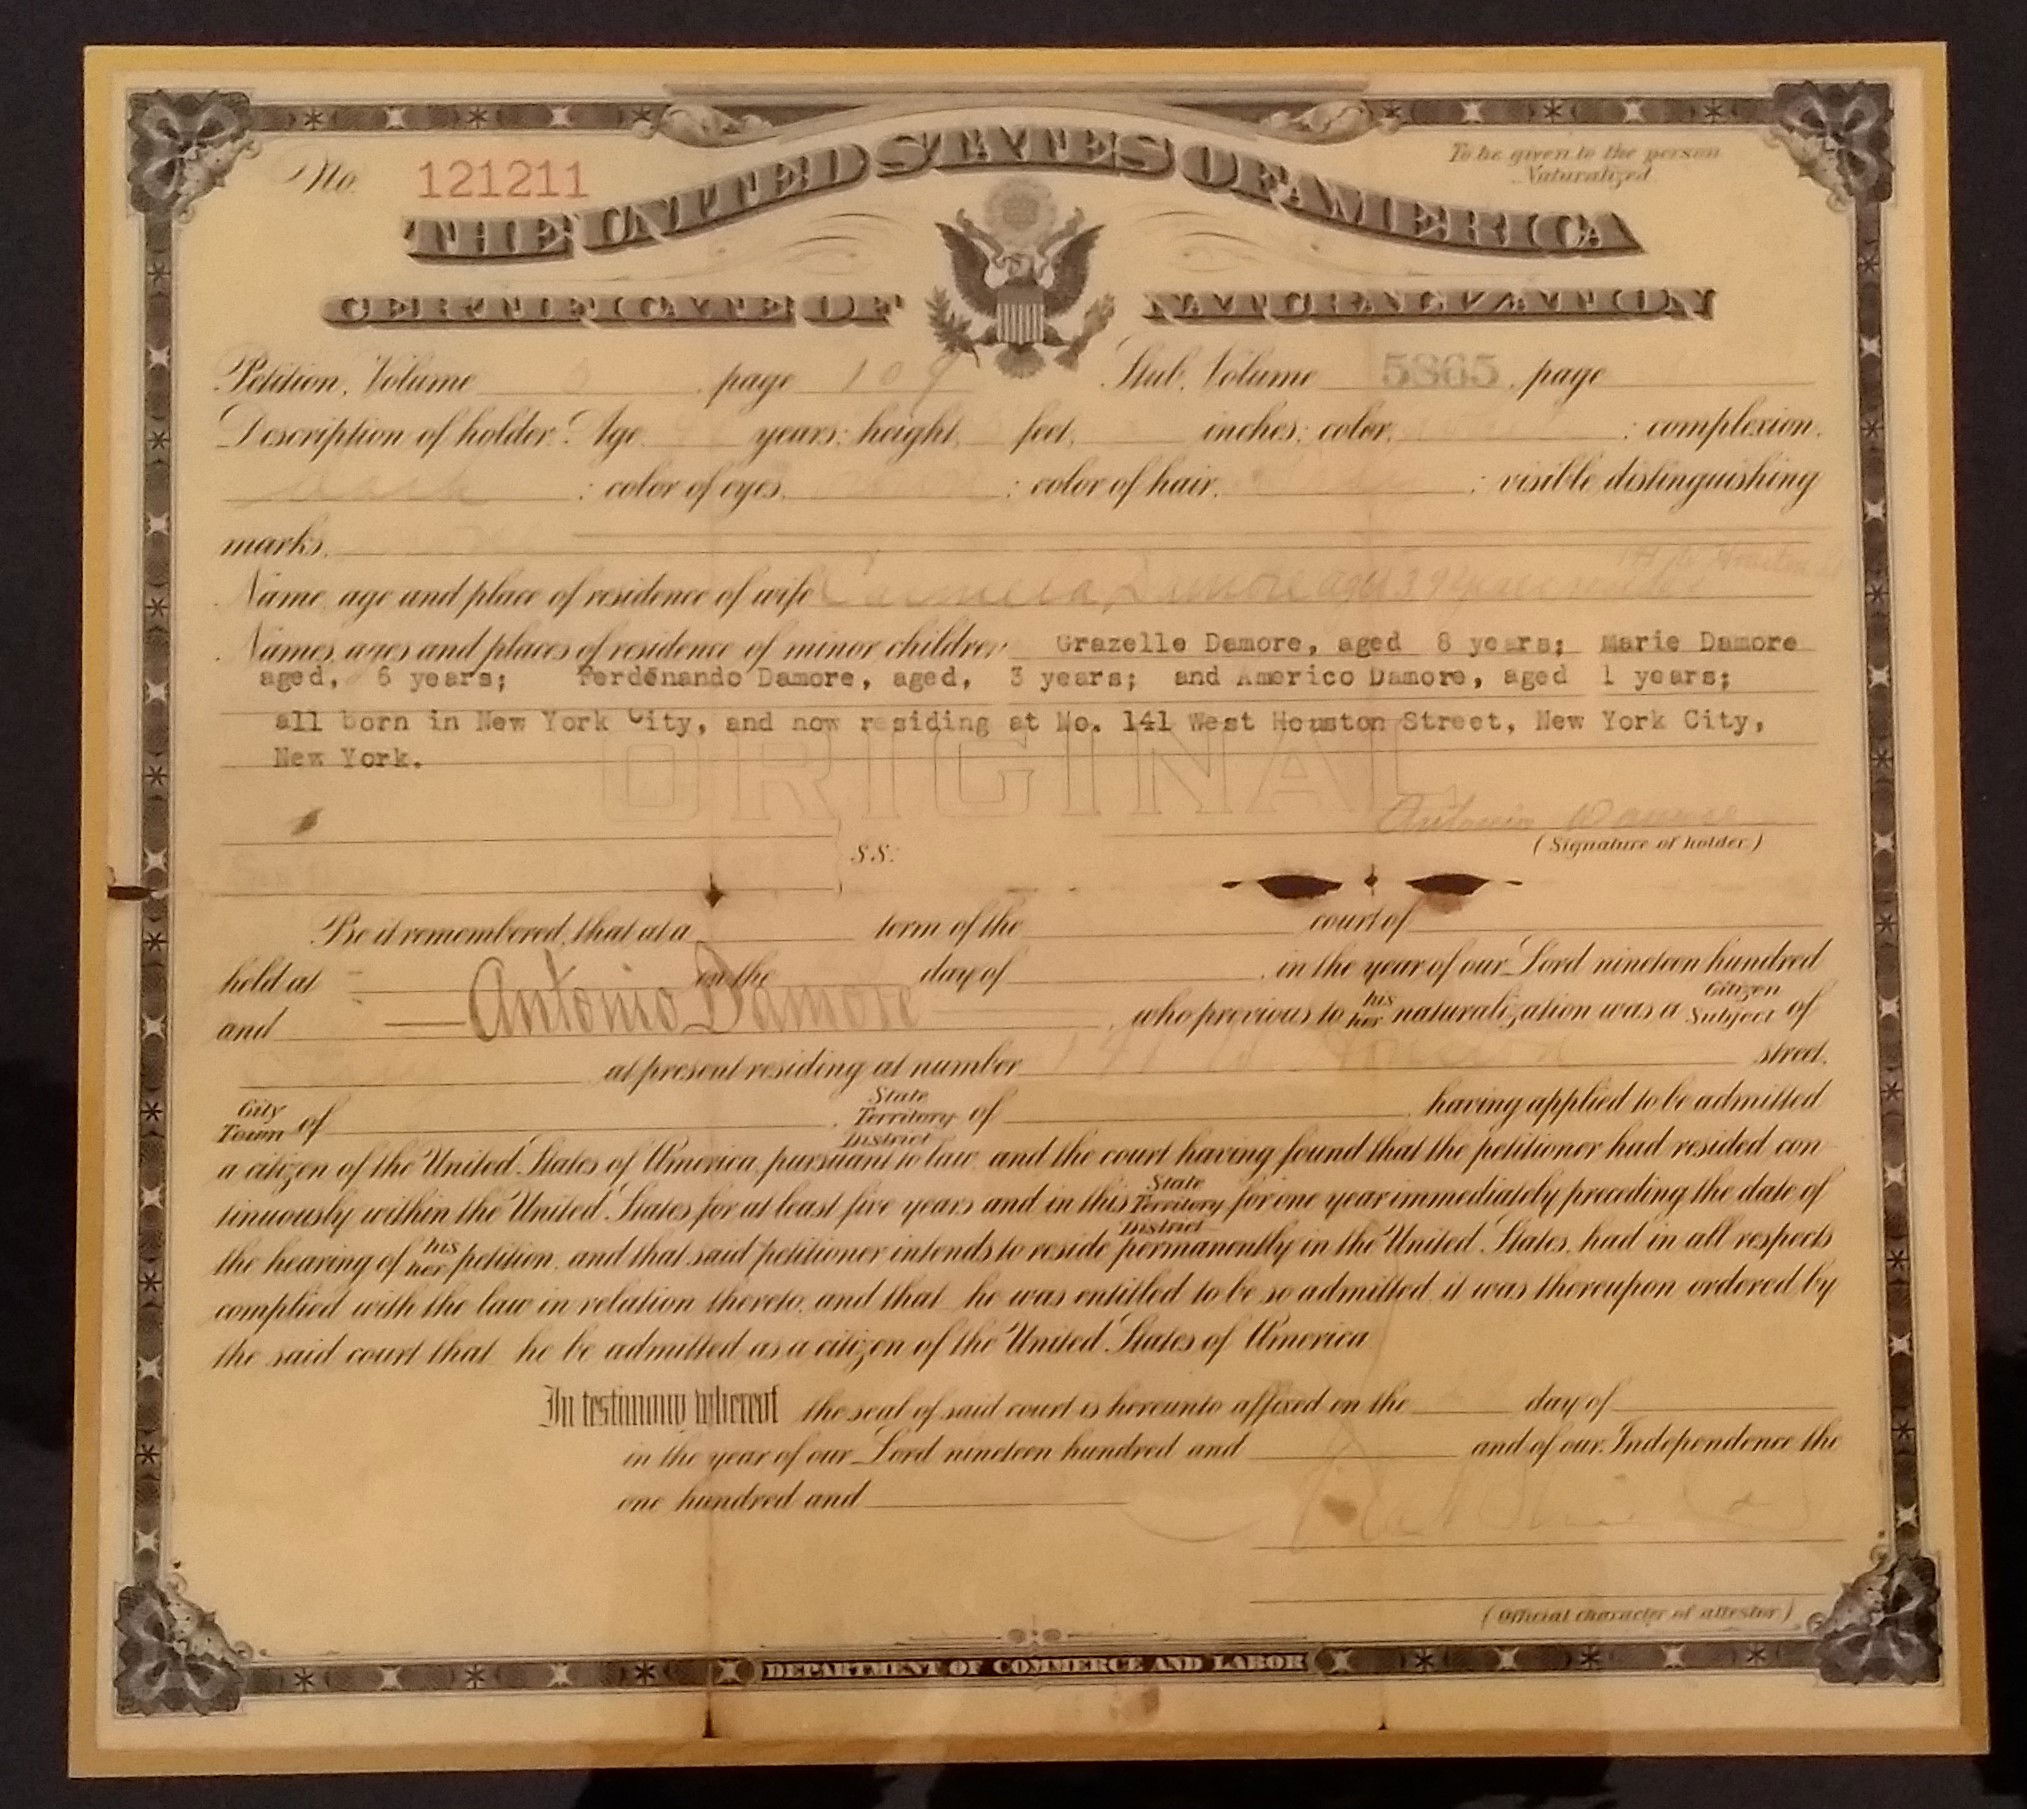 No. 121211
To be given to the person
Naturalized
THE UNITED STATES OF AMERICA
CERTIFICATE OF NATURALIZATION
Petition, Volume page 109 Stub, Volume 5865, page
Description of holder: Age, years; height, feet, inches; color, ; complexion,
dark ; color of eyes, ; color of hair, ; visible distinguishing
marks,
Name, age and place of residence of wife Carmela Damore aged 39 years
Names, ages and places of residence of minor children Grazelle Damore, aged 8 years; Marie Damore
aged, 6 years; Ferdenando Damore, aged, 3 years; and Americo Damore, aged 1 years;
all born in New York City, and now residing at No. 141 West Houston Street, New York City,
New York.
ORIGINAL
Antonio Damore
S.S.
(Signature of holder)
Be it remembered, that at a term of the court of
held at on the day of , in the year of our Lord nineteen hundred
and Antonio Damore , who previous to his her naturalization was a Citizen Subject of
at present residing at number 141 W Houston street,
City Town of , State Territory District of , having applied to be admitted
a citizen of the United States of America, pursuant to law, and the court having found that the petitioner had resided con-
tinuously within the United States for at least five years and in this State Territory District for one year immediately preceding the date of
the hearing of his her petition, and that said petitioner intends to reside permanently in the United States, had in all respects
complied with the law in relation thereto, and that he was entitled to be so admitted, it was thereupon ordered by
the said court that he be admitted as a citizen of the United States of America.
In testimony whereof the seal of said court is hereunto affixed on the day of
in the year of our Lord nineteen hundred and and of our Independence the
one hundred and
(Official character of attestor)
DEPARTMENT OF COMMERCE AND LABOR